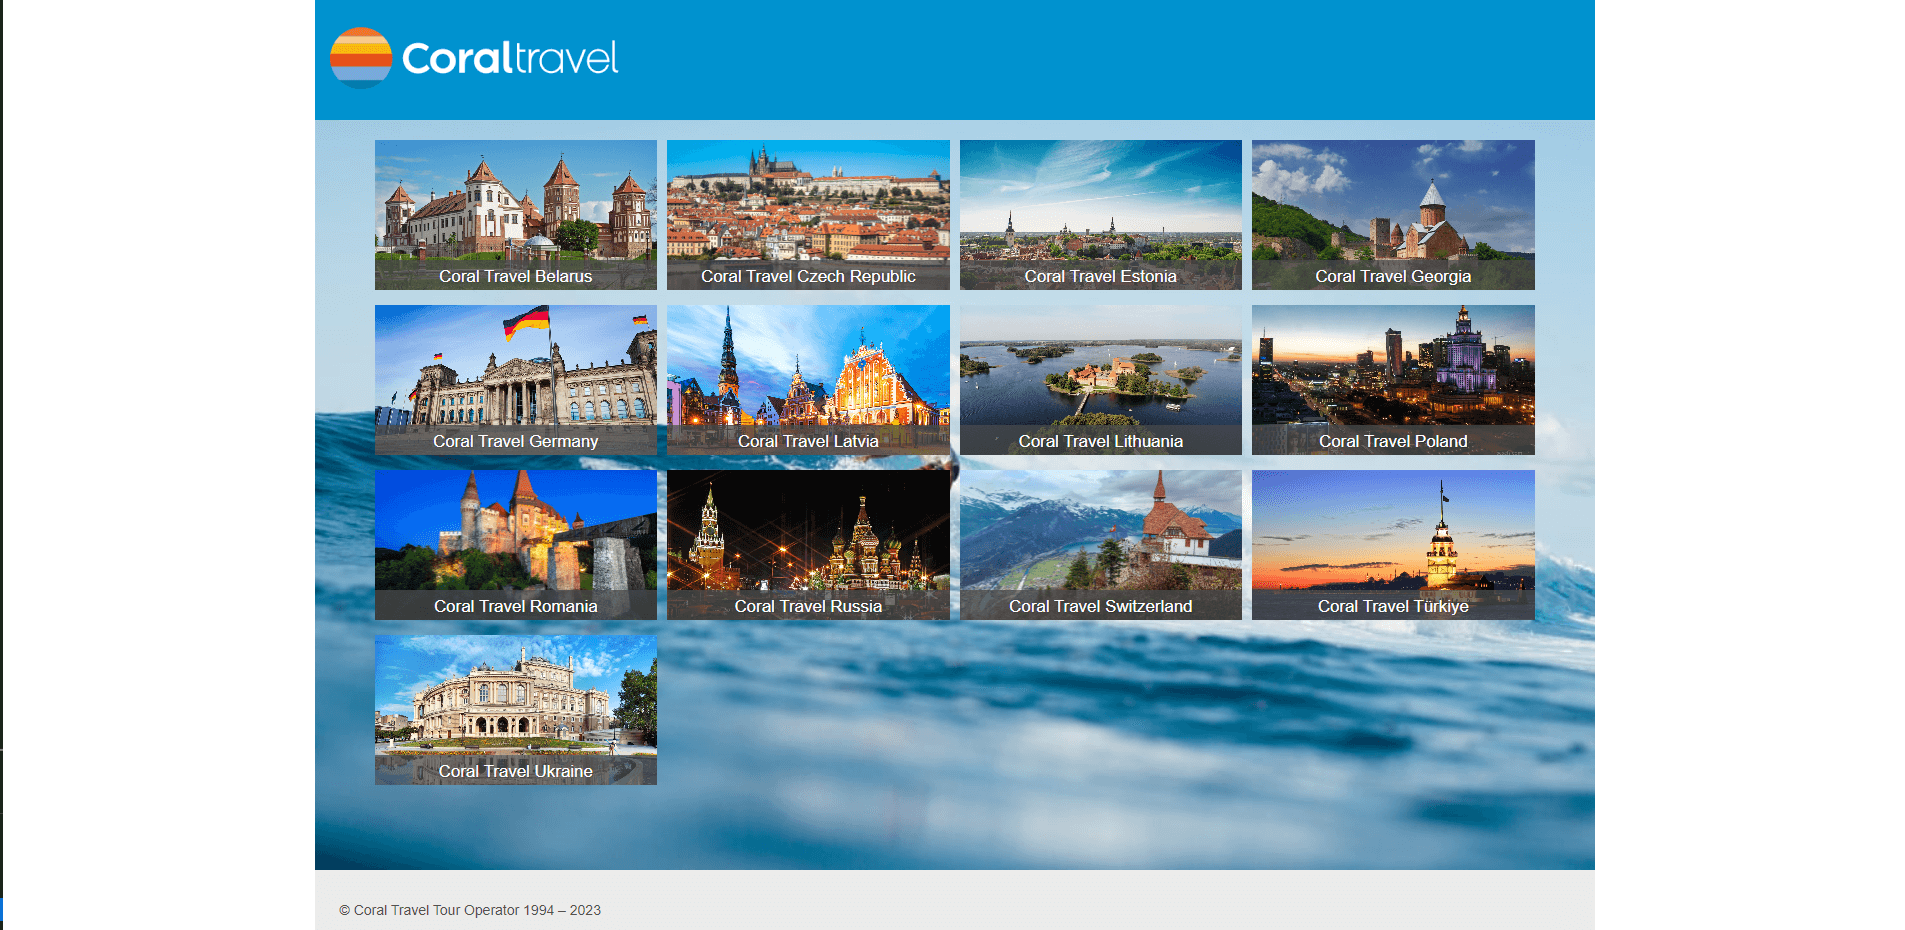 Coraltravel
Coral Travel Belarus
Coral Travel Czech Republic
Coral Travel Estonia
Coral Travel Georgia
Coral Travel Germany
Coral Travel Latvia
Coral Travel Lithuania
Coral Travel Poland
Coral Travel Romania
Coral Travel Russia
Coral Travel Switzerland
Coral Travel Türkiye
Coral Travel Ukraine
© Coral Travel Tour Operator 1994 – 2023